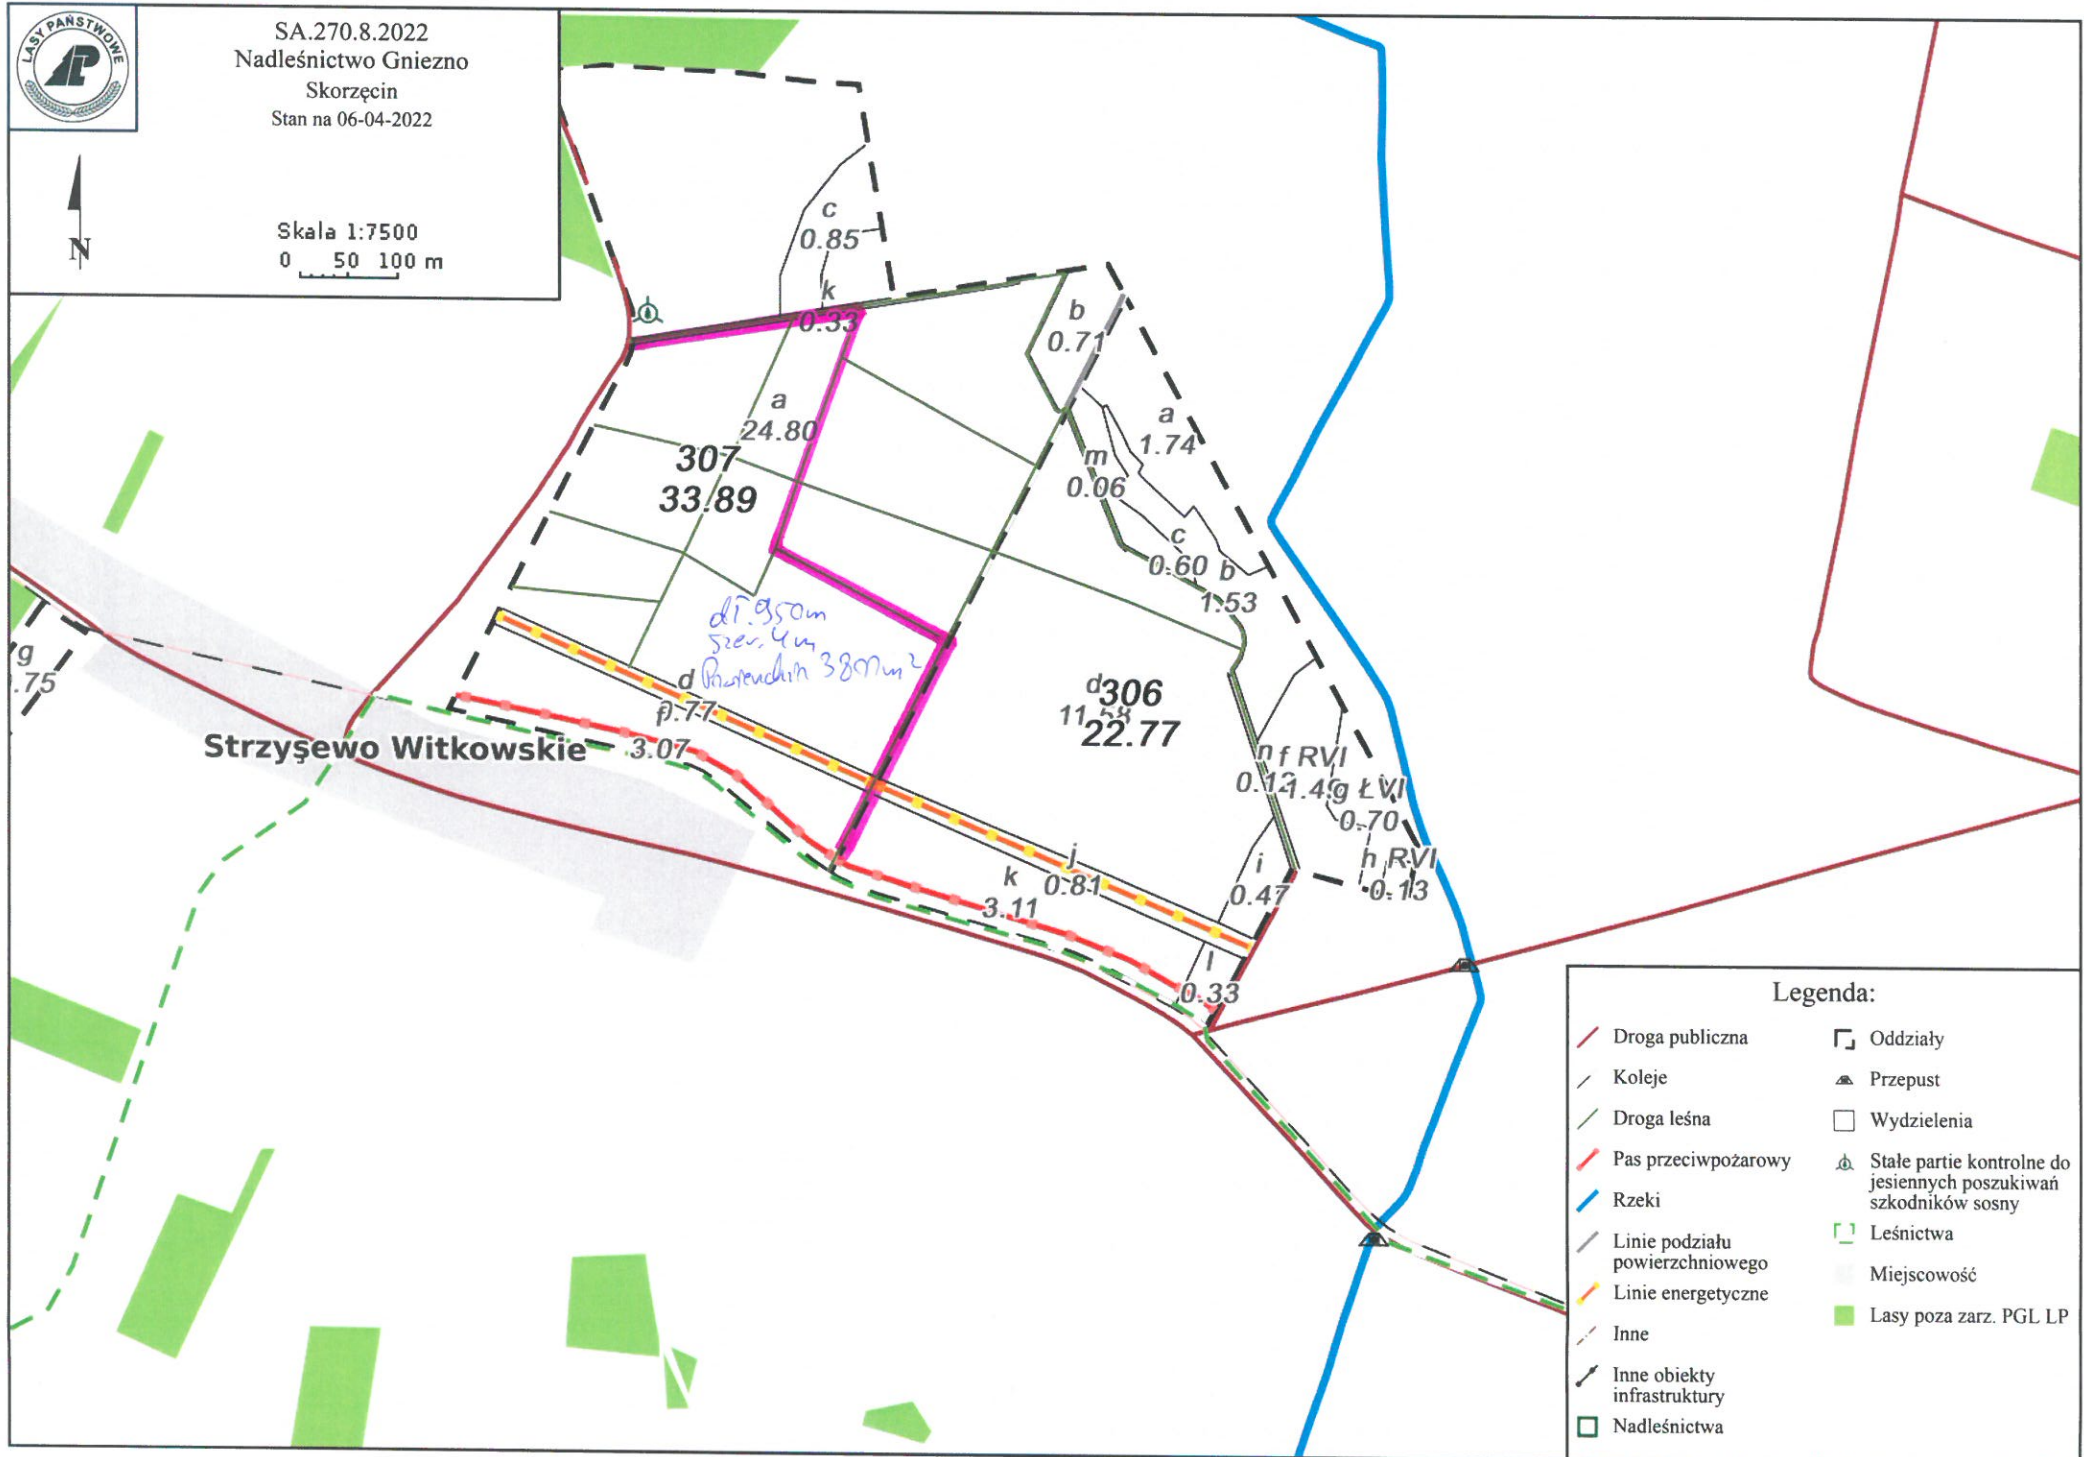 LASY PAŃSTWOWE
SA.270.8.2022
Nadleśnictwo Gniezno
Skorzęcin
Stan na 06-04-2022
N
Skala 1:7500
0 50 100 m
c
0.85
k
0.33
b
0.71
a
24.80
a
1.74
307
33.89
m
0.06
c
0.60
b
1.53
dł. 950m
szer. 4m
3800m²
g
.75
d
0.77
f
3.07
d
306
11.58
22.77
Strzyżewo Witkowskie
n
0.12
f RVI
1.49
g ŁVI
0.70
h RVI
0.13
i
0.47
j
0.81
k
3.11
l
0.33
Legenda:
Droga publiczna
Koleje
Droga leśna
Pas przeciwpożarowy
Rzeki
Linie podziału
powierzchniowego
Linie energetyczne
Inne
Inne obiekty
infrastruktury
Nadleśnictwa
Oddziały
Przepust
Wydzielenia
Stałe partie kontrolne do
jesiennych poszukiwań
szkodników sosny
Leśnictwa
Miejscowość
Lasy poza zarz. PGL LP